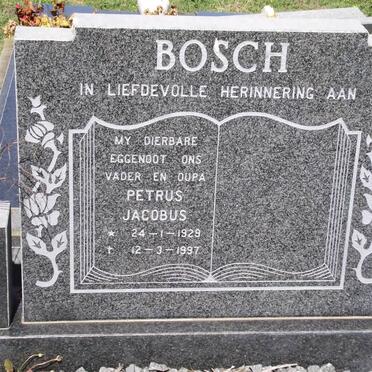 BOSCH
IN LIEFDEVOLLE HERINNERING AAN
MY DIERBARE
EGGENOOT ONS
VADER EN OUPA
PETRUS
JACOBUS
* 24-1-1929
† 12-3-1997